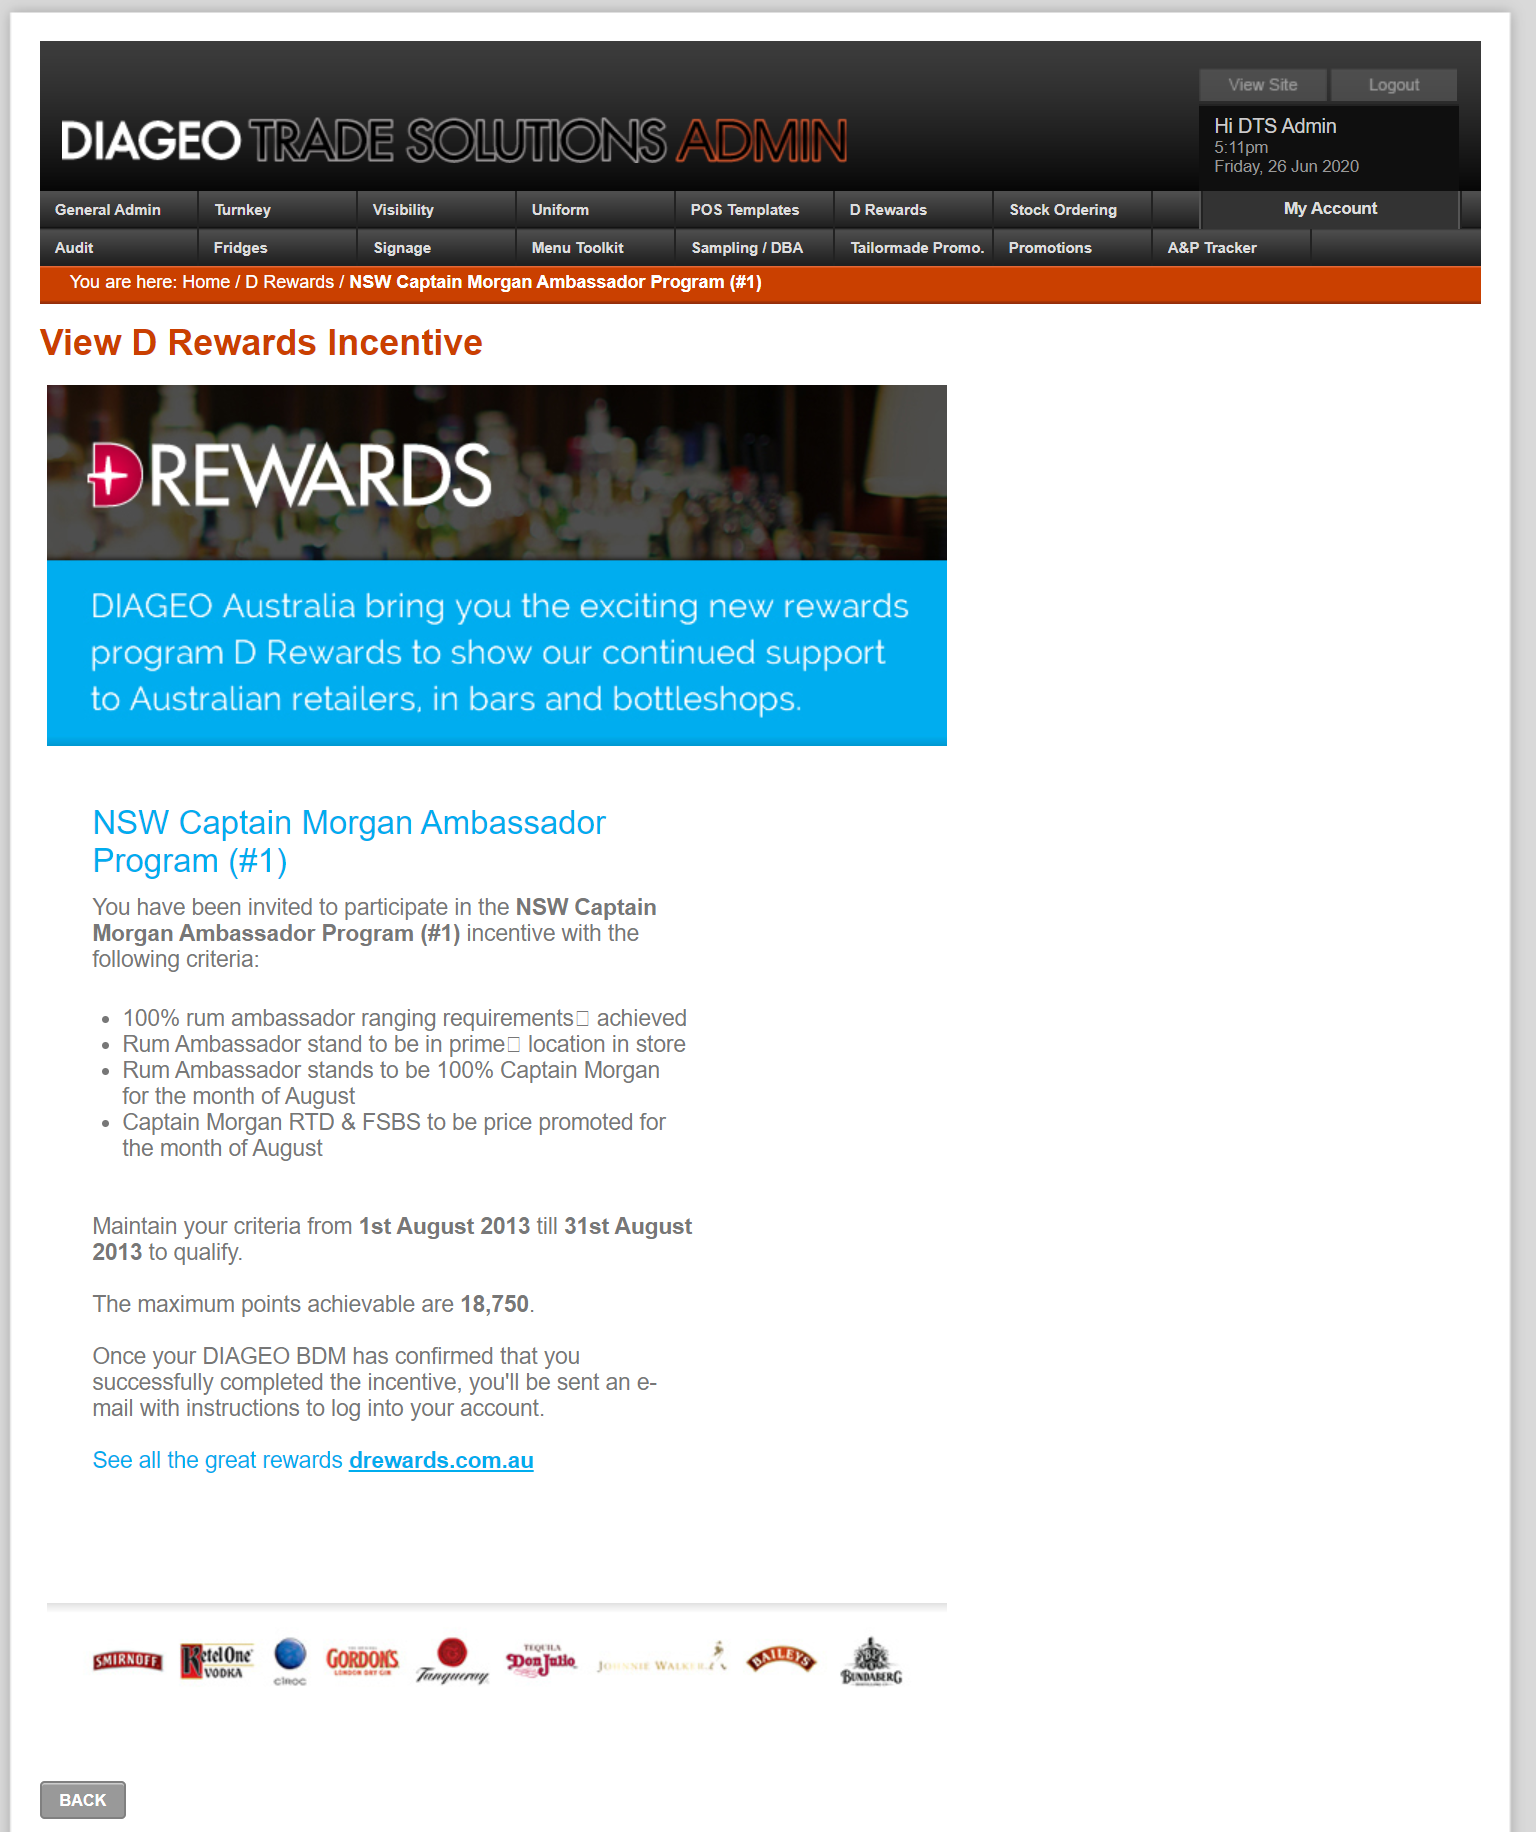 View Site Logout
DIAGEO TRADE SOLUTIONS ADMIN
Hi DTS Admin
5:11pm
Friday, 26 Jun 2020
General Admin Turnkey Visibility Uniform POS Templates D Rewards Stock Ordering My Account
Audit Fridges Signage Menu Toolkit Sampling / DBA Tailormade Promo. Promotions A&P Tracker
You are here: Home / D Rewards / NSW Captain Morgan Ambassador Program (#1)
View D Rewards Incentive
D REWARDS
DIAGEO Australia bring you the exciting new rewards
program D Rewards to show our continued support
to Australian retailers, in bars and bottleshops.
NSW Captain Morgan Ambassador
Program (#1)
You have been invited to participate in the NSW Captain
Morgan Ambassador Program (#1) incentive with the
following criteria:
• 100% rum ambassador ranging requirements achieved
• Rum Ambassador stand to be in prime location in store
• Rum Ambassador stands to be 100% Captain Morgan
for the month of August
• Captain Morgan RTD & FSBS to be price promoted for
the month of August
Maintain your criteria from 1st August 2013 till 31st August
2013 to qualify.
The maximum points achievable are 18,750.
Once your DIAGEO BDM has confirmed that you
successfully completed the incentive, you'll be sent an e-
mail with instructions to log into your account.
See all the great rewards drewards.com.au
SMIRNOFF
Ketel One
VODKA
CIROC
GORDON'S
LONDON DRY GIN
Tanqueray
TEQUILA
Don Julio
JOHNNIE WALKER
BAILEYS
BUNDABERG
BACK